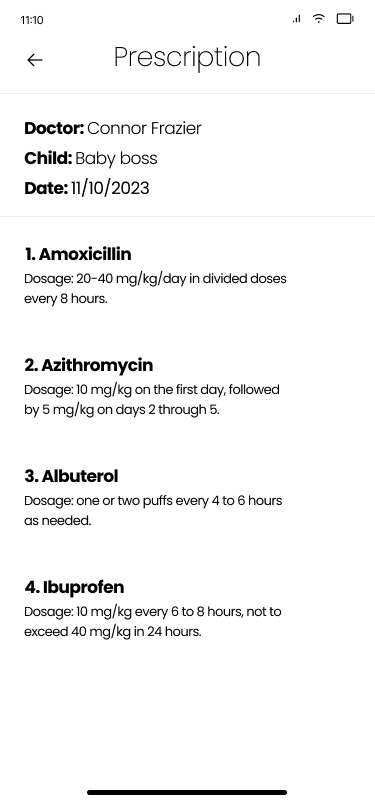 11:10
Prescription
Doctor: Connor Frazier
Child: Baby boss
Date: 11/10/2023
1. Amoxicillin
Dosage: 20-40 mg/kg/day in divided doses
every 8 hours.
2. Azithromycin
Dosage: 10 mg/kg on the first day, followed
by 5 mg/kg on days 2 through 5.
3. Albuterol
Dosage: one or two puffs every 4 to 6 hours
as needed.
4. Ibuprofen
Dosage: 10 mg/kg every 6 to 8 hours, not to
exceed 40 mg/kg in 24 hours.